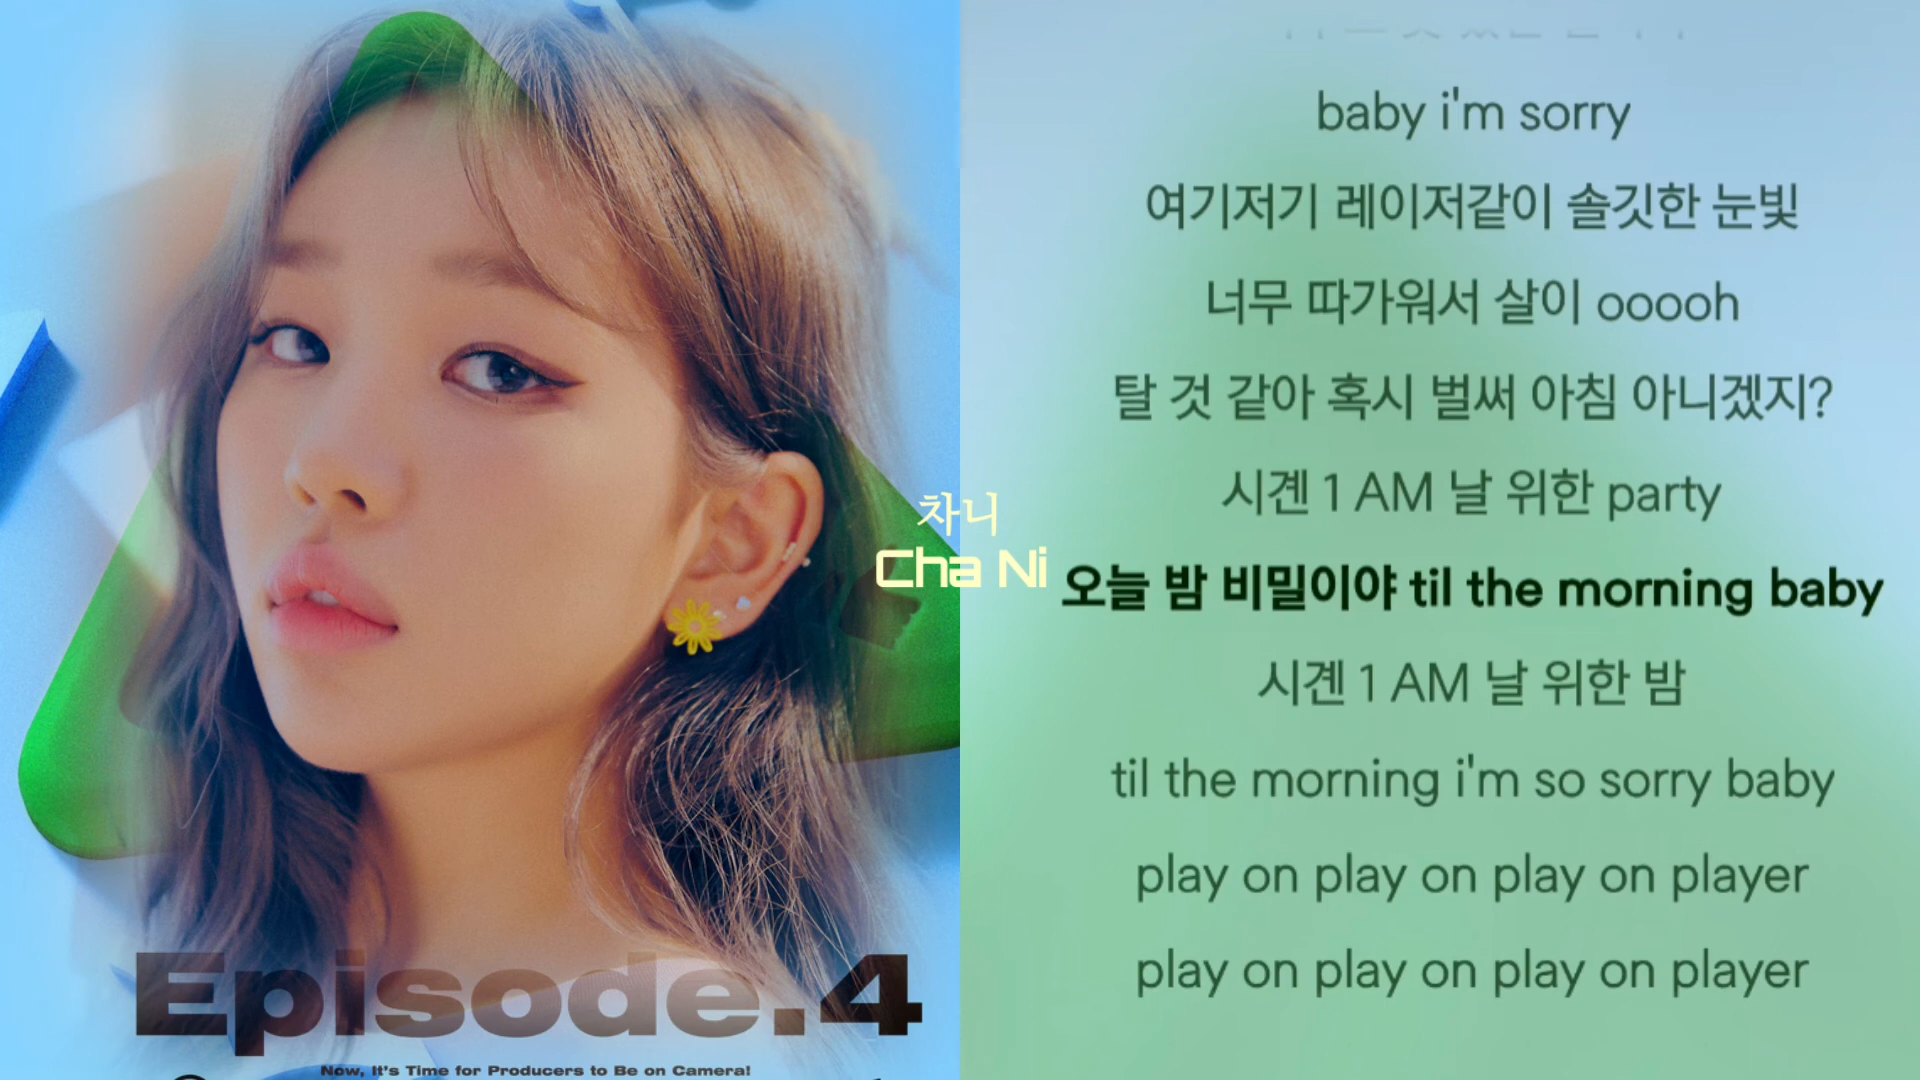 baby i'm sorry
여기저기 레이저같이 솔깃한 눈빛
너무 따가워서 살이 ooooh
탈 것 같아 혹시 벌써 아침 아니겠지?
시곈 1 AM 날 위한 party
차니
Cha Ni
오늘 밤 비밀이야 til the morning baby
시곈 1 AM 날 위한 밤
til the morning i'm so sorry baby
play on play on play on player
play on play on play on player
Episode.4
Now, It's Time for Producers to Be on Camera!